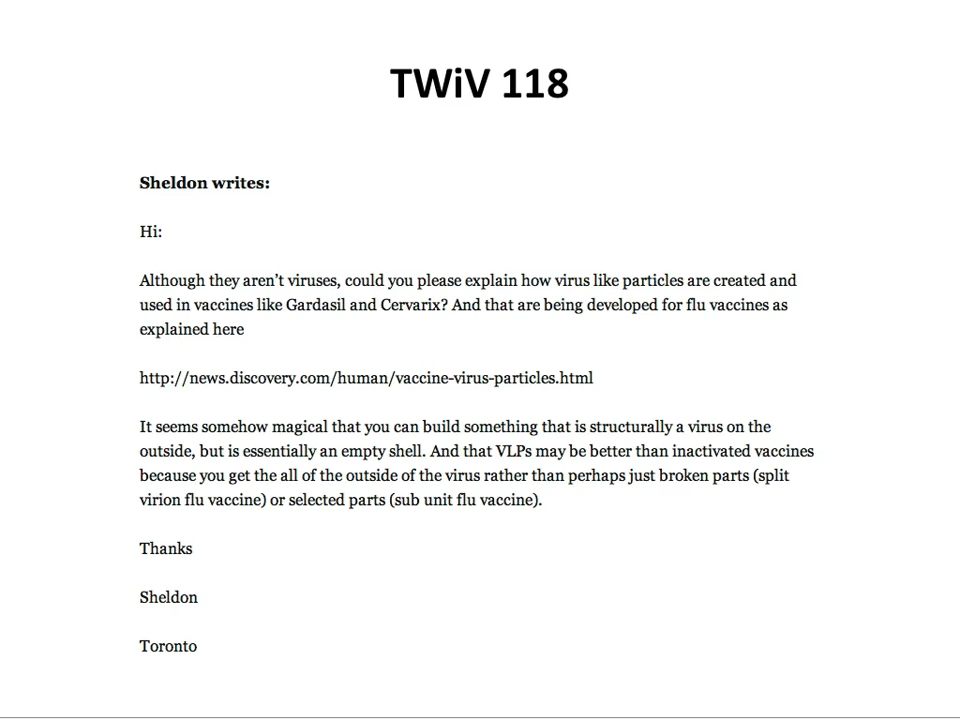 TWiV 118
Sheldon writes:
Hi:
Although they aren't viruses, could you please explain how virus like particles are created and
used in vaccines like Gardasil and Cervarix? And that are being developed for flu vaccines as
explained here
http://news.discovery.com/human/vaccine-virus-particles.html
It seems somehow magical that you can build something that is structurally a virus on the
outside, but is essentially an empty shell. And that VLPs may be better than inactivated vaccines
because you get the all of the outside of the virus rather than perhaps just broken parts (split
virion flu vaccine) or selected parts (sub unit flu vaccine).
Thanks
Sheldon
Toronto